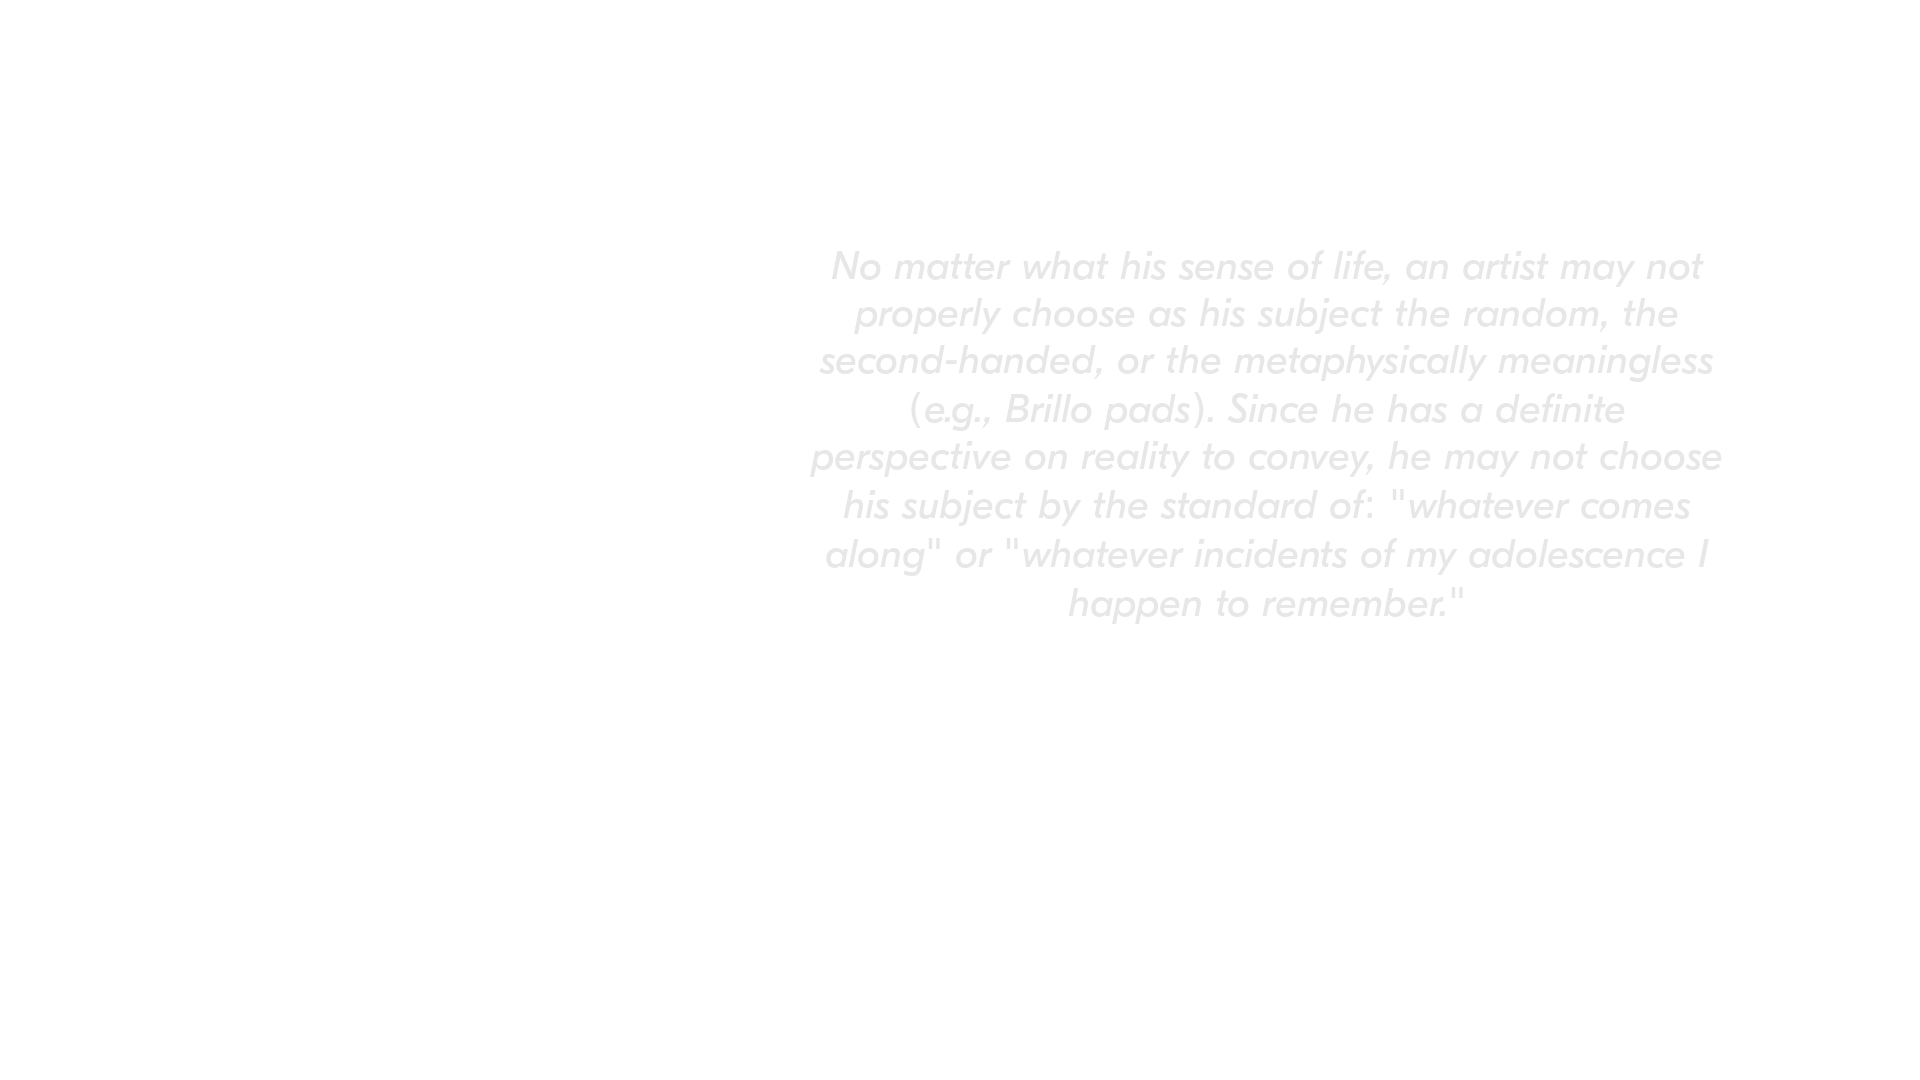 No matter what his sense of life, an artist may not
properly choose as his subject the random, the
second-handed, or the metaphysically meaningless
(e.g., Brillo pads). Since he has a definite
perspective on reality to convey, he may not choose
his subject by the standard of: "whatever comes
along" or "whatever incidents of my adolescence I
happen to remember."